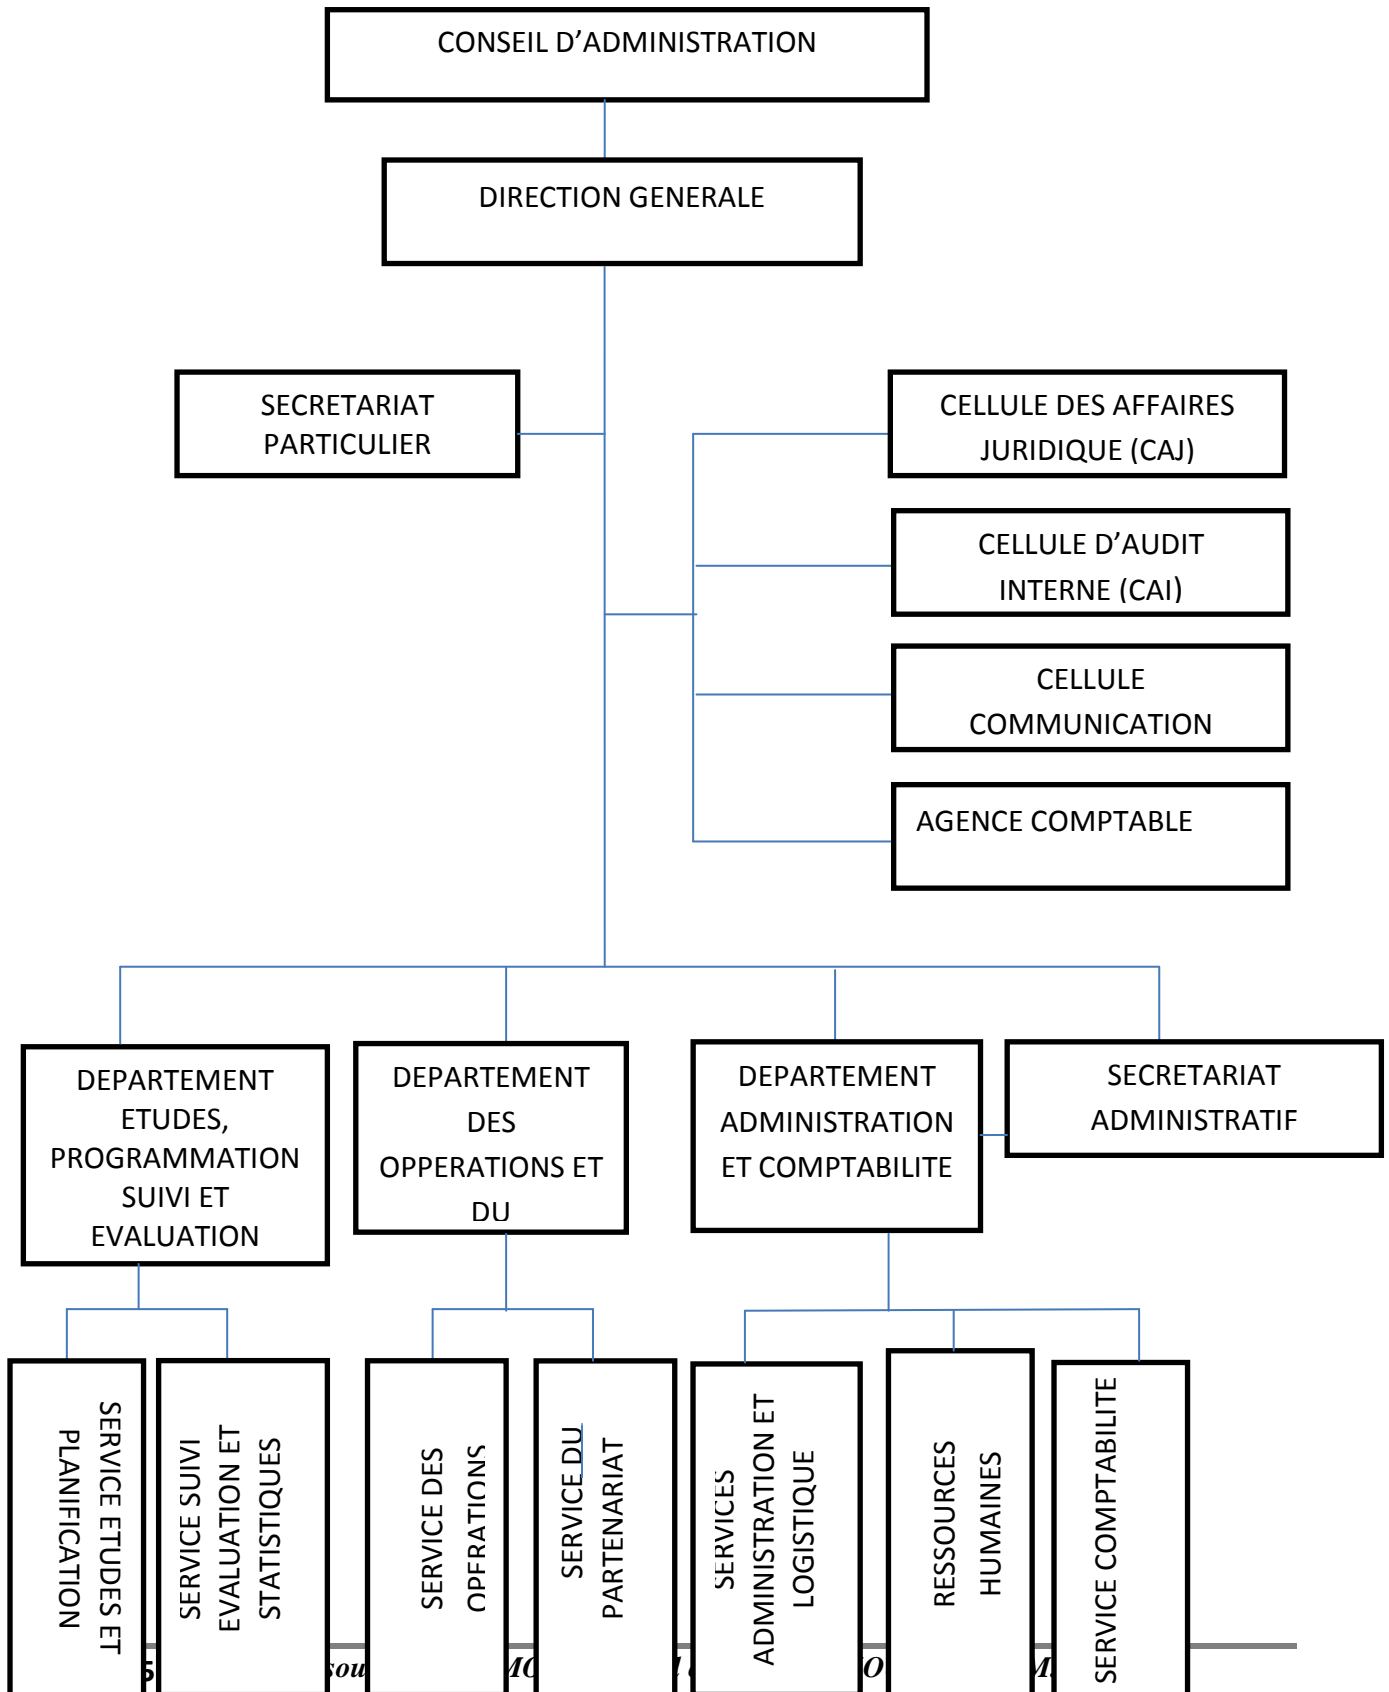 CONSEIL D’ADMINISTRATION
DIRECTION GENERALE
SECRETARIAT
PARTICULIER
CELLULE DES AFFAIRES
JURIDIQUE (CAJ)
CELLULE D’AUDIT
INTERNE (CAI)
CELLULE
COMMUNICATION
AGENCE COMPTABLE
DEPARTEMENT
ETUDES,
PROGRAMMATION
SUIVI ET
EVALUATION
DEPARTEMENT
DES
OPPERATIONS ET
DU
DEPARTEMENT
ADMINISTRATION
ET COMPTABILITE
SECRETARIAT
ADMINISTRATIF
SERVICE ETUDES ET
PLANIFICATION
SERVICE SUIVI
EVALUATION ET
STATISTIQUES
SERVICE DES
OPERATIONS
SERVICE DU
PARTENARIAT
SERVICES
ADMINISTRATION ET
LOGISTIQUE
RESSOURCES
HUMAINES
SERVICE COMPTABILITE